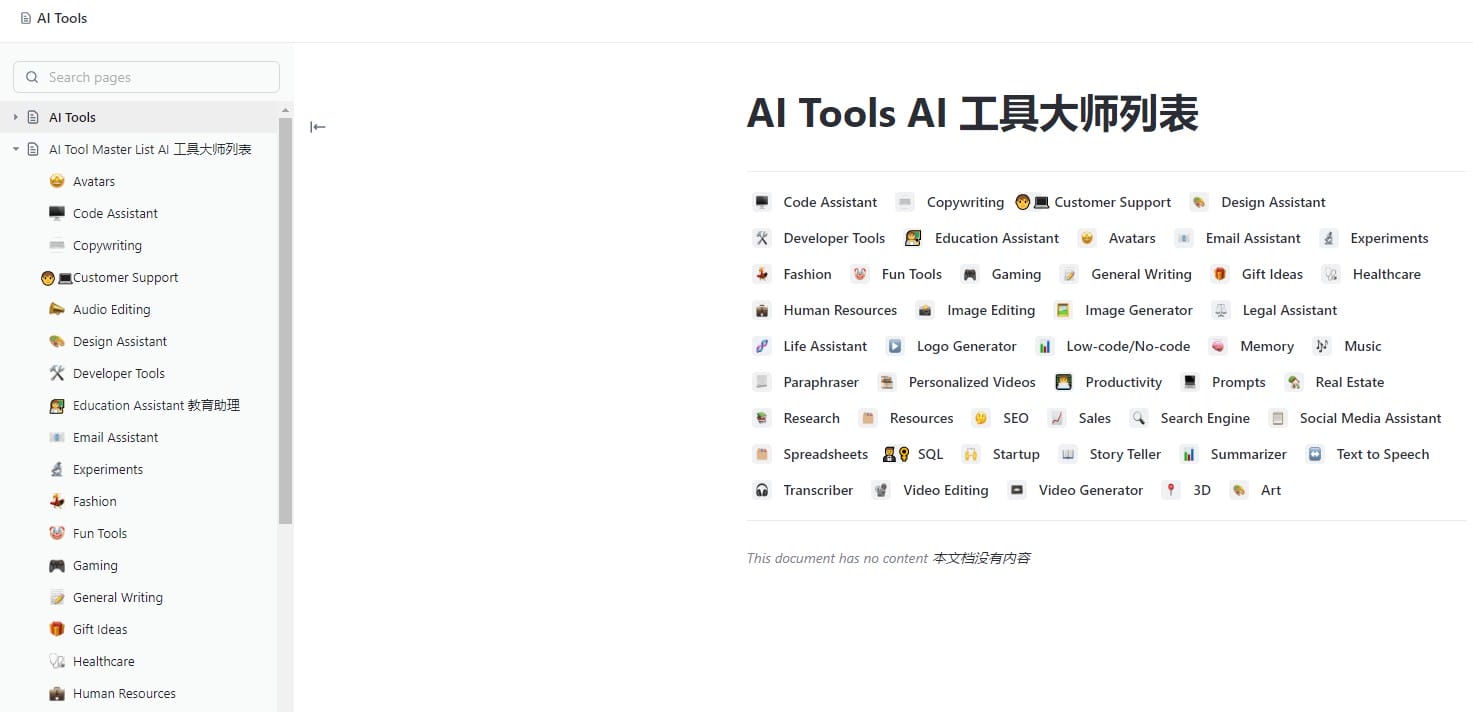 AI Tools
Search pages
AI Tools
AI Tool Master List AI 工具大师列表
Avatars
Code Assistant
Copywriting
Customer Support
Audio Editing
Design Assistant
Developer Tools
Education Assistant 教育助理
Email Assistant
Experiments
Fashion
Fun Tools
Gaming
General Writing
Gift Ideas
Healthcare
Human Resources
AI Tools AI 工具大师列表
Code Assistant Copywriting Customer Support Design Assistant
Developer Tools Education Assistant Avatars Email Assistant Experiments
Fashion Fun Tools Gaming General Writing Gift Ideas Healthcare
Human Resources Image Editing Image Generator Legal Assistant
Life Assistant Logo Generator Low-code/No-code Memory Music
Paraphraser Personalized Videos Productivity Prompts Real Estate
Research Resources SEO Sales Search Engine Social Media Assistant
Spreadsheets SQL Startup Story Teller Summarizer Text to Speech
Transcriber Video Editing Video Generator 3D Art
This document has no content 本文档没有内容